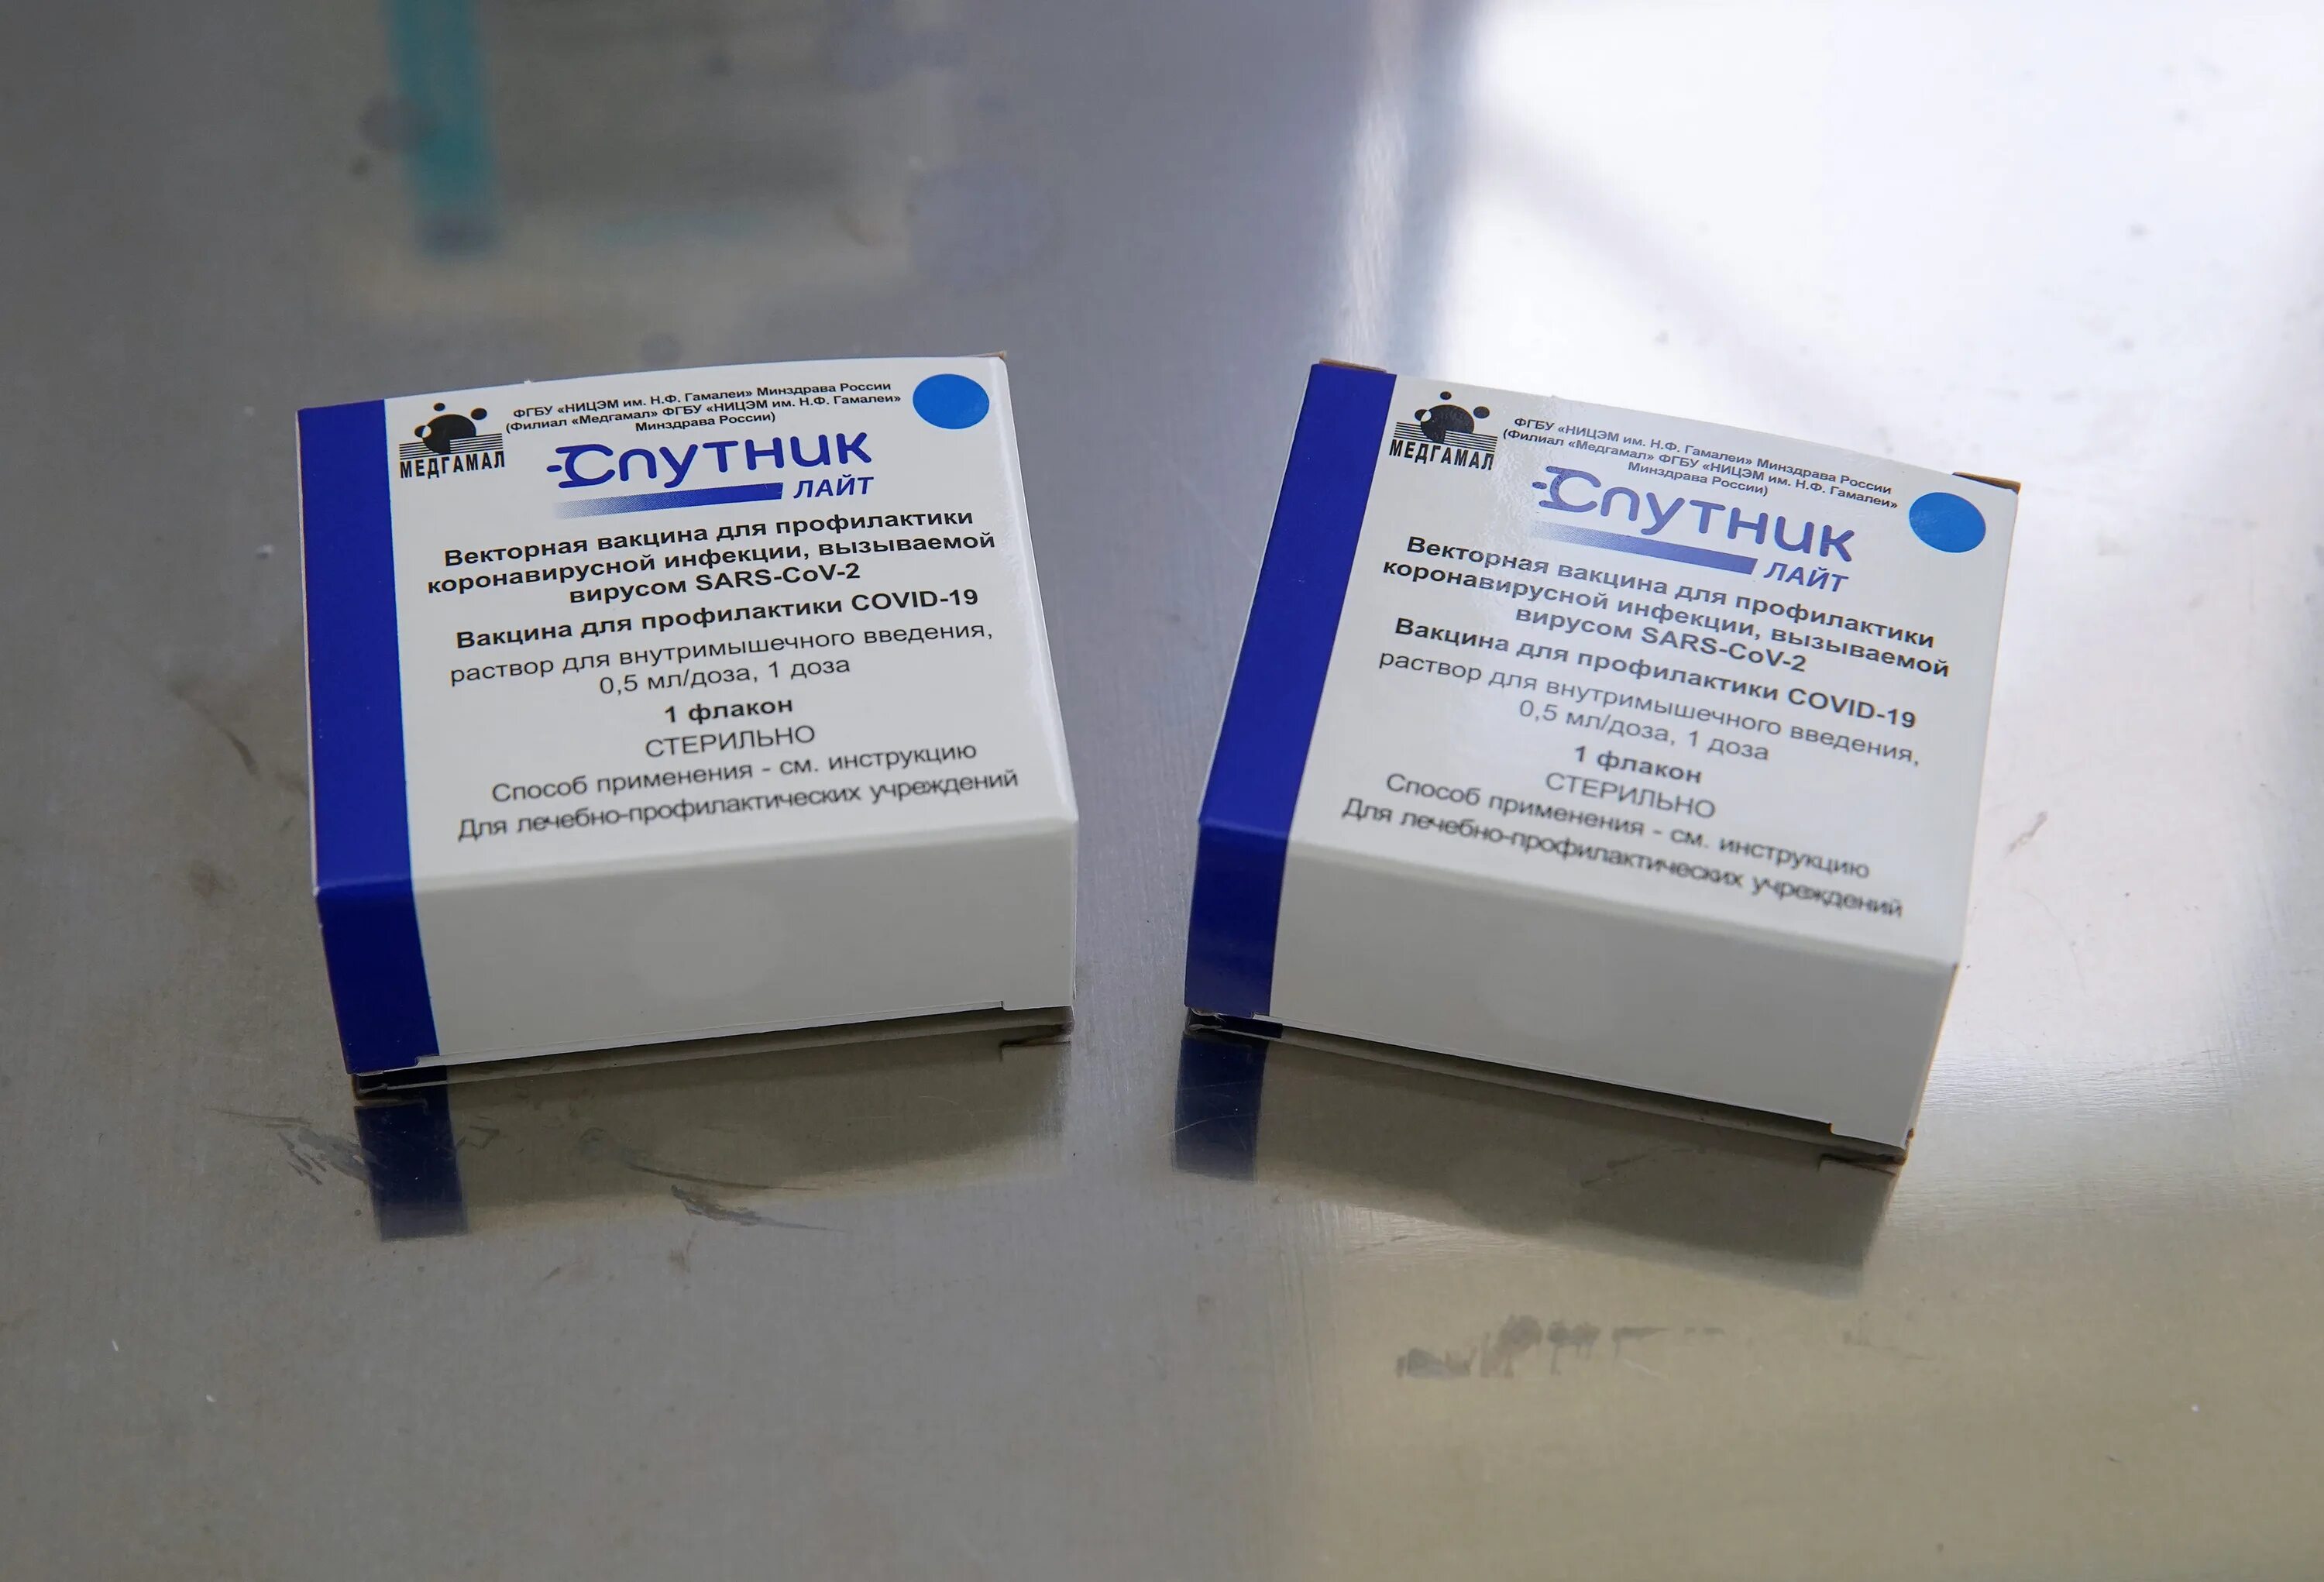 МЕДГАМАЛ
ФГБУ «НИЦЭМ им. Н.Ф. Гамалеи» Минздрава России
(Филиал «Медгамал» ФГБУ «НИЦЭМ им. Н.Ф. Гамалеи»
Минздрава России)
Спутник
ЛАЙТ
Векторная вакцина для профилактики
коронавирусной инфекции, вызываемой
вирусом SARS-CoV-2
Вакцина для профилактики COVID-19
раствор для внутримышечного введения,
0,5 мл/доза, 1 доза
1 флакон
СТЕРИЛЬНО
Способ применения - см. инструкцию
Для лечебно-профилактических учреждений
МЕДГАМАЛ
ФГБУ «НИЦЭМ им. Н.Ф. Гамалеи» Минздрава России
(Филиал «Медгамал» ФГБУ «НИЦЭМ им. Н.Ф. Гамалеи»
Минздрава России)
Спутник
ЛАЙТ
Векторная вакцина для профилактики
коронавирусной инфекции, вызываемой
вирусом SARS-CoV-2
Вакцина для профилактики COVID-19
раствор для внутримышечного введения,
0,5 мл/доза, 1 доза
1 флакон
СТЕРИЛЬНО
Способ применения - см. инструкцию
Для лечебно-профилактических учреждений